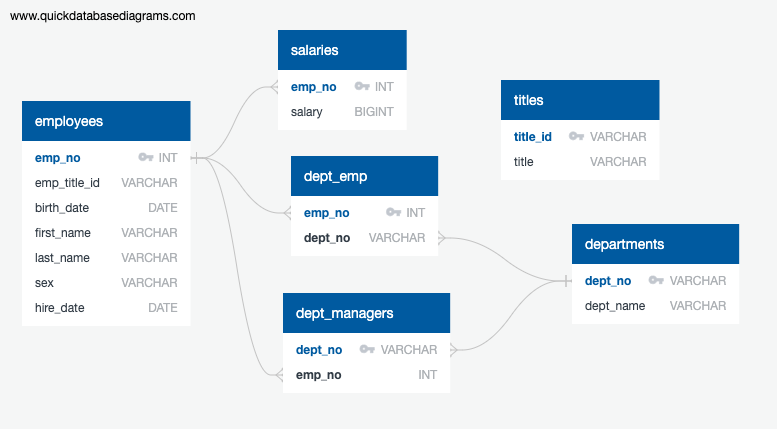 www.quickdatabasediagrams.com
employees
emp_no INT
emp_title_id VARCHAR
birth_date DATE
first_name VARCHAR
last_name VARCHAR
sex VARCHAR
hire_date DATE
salaries
emp_no INT
salary BIGINT
dept_emp
emp_no INT
dept_no VARCHAR
dept_managers
dept_no VARCHAR
emp_no INT
titles
title_id VARCHAR
title VARCHAR
departments
dept_no VARCHAR
dept_name VARCHAR